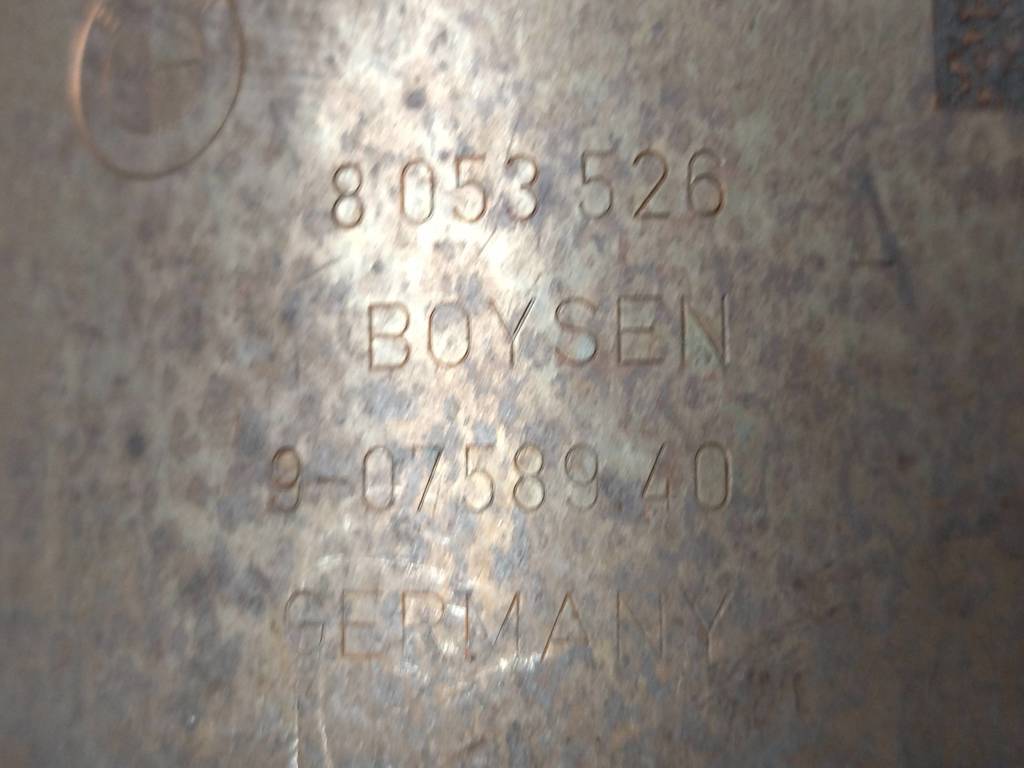 8 053 526
A
BOYSEN
9-07589 40
GERMANY